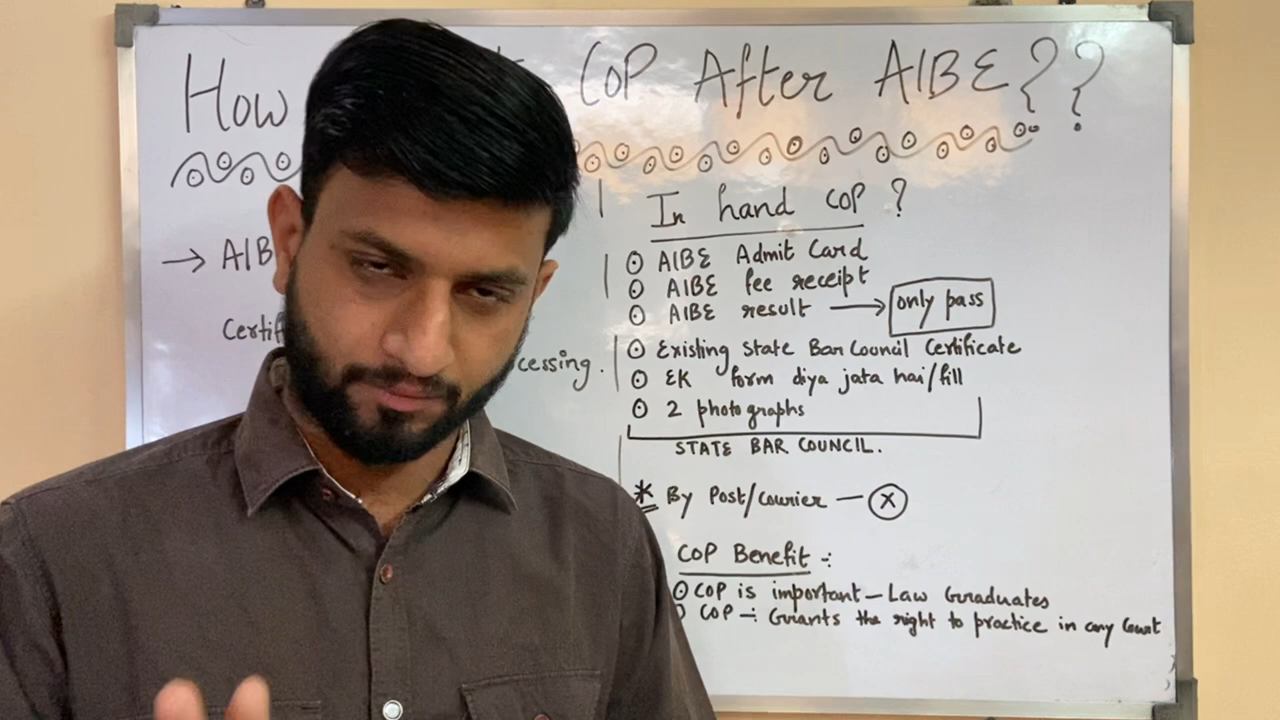 How CoP After AIBE??
→ AIB
Certif
cessing.
In hand COP ?
⊙ AIBE Admit Card
⊙ AIBE fee receipt
⊙ AIBE result → only pass
⊙ Existing State Bar Council Certificate
⊙ EK form diya jata hai/fill
⊙ 2 photographs
STATE BAR COUNCIL.
* By Post/courier – ⓧ
COP Benefit :-
⊙ COP is important – Law Graduates
⊙ COP -: Grants the right to practice in any Court